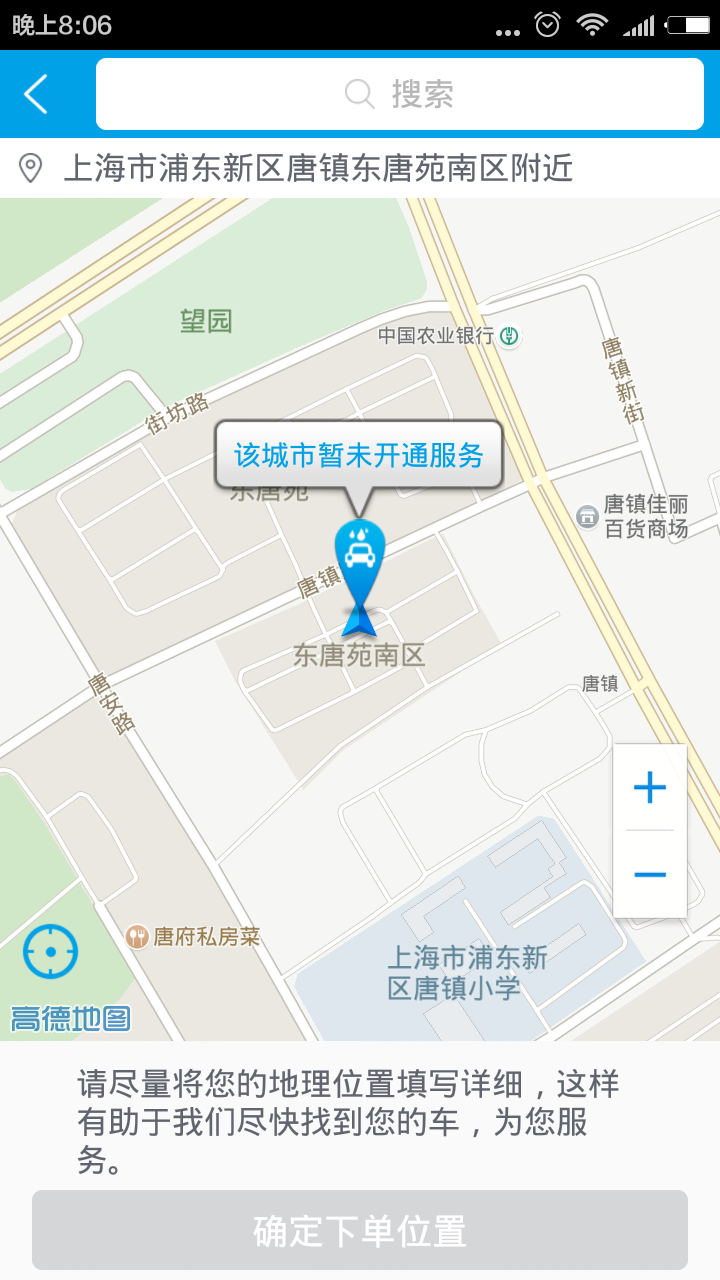 晚上8:06
搜索
上海市浦东新区唐镇东唐苑南区附近
望园
中国农业银行
唐镇新街
街坊路
该城市暂未开通服务
东唐苑
唐镇佳丽
百货商场
唐镇
东唐苑南区
唐镇
唐安路
唐府私房菜
上海市浦东新
区唐镇小学
高德地图
请尽量将您的地理位置填写详细，这样
有助于我们尽快找到您的车，为您服
务。
确定下单位置